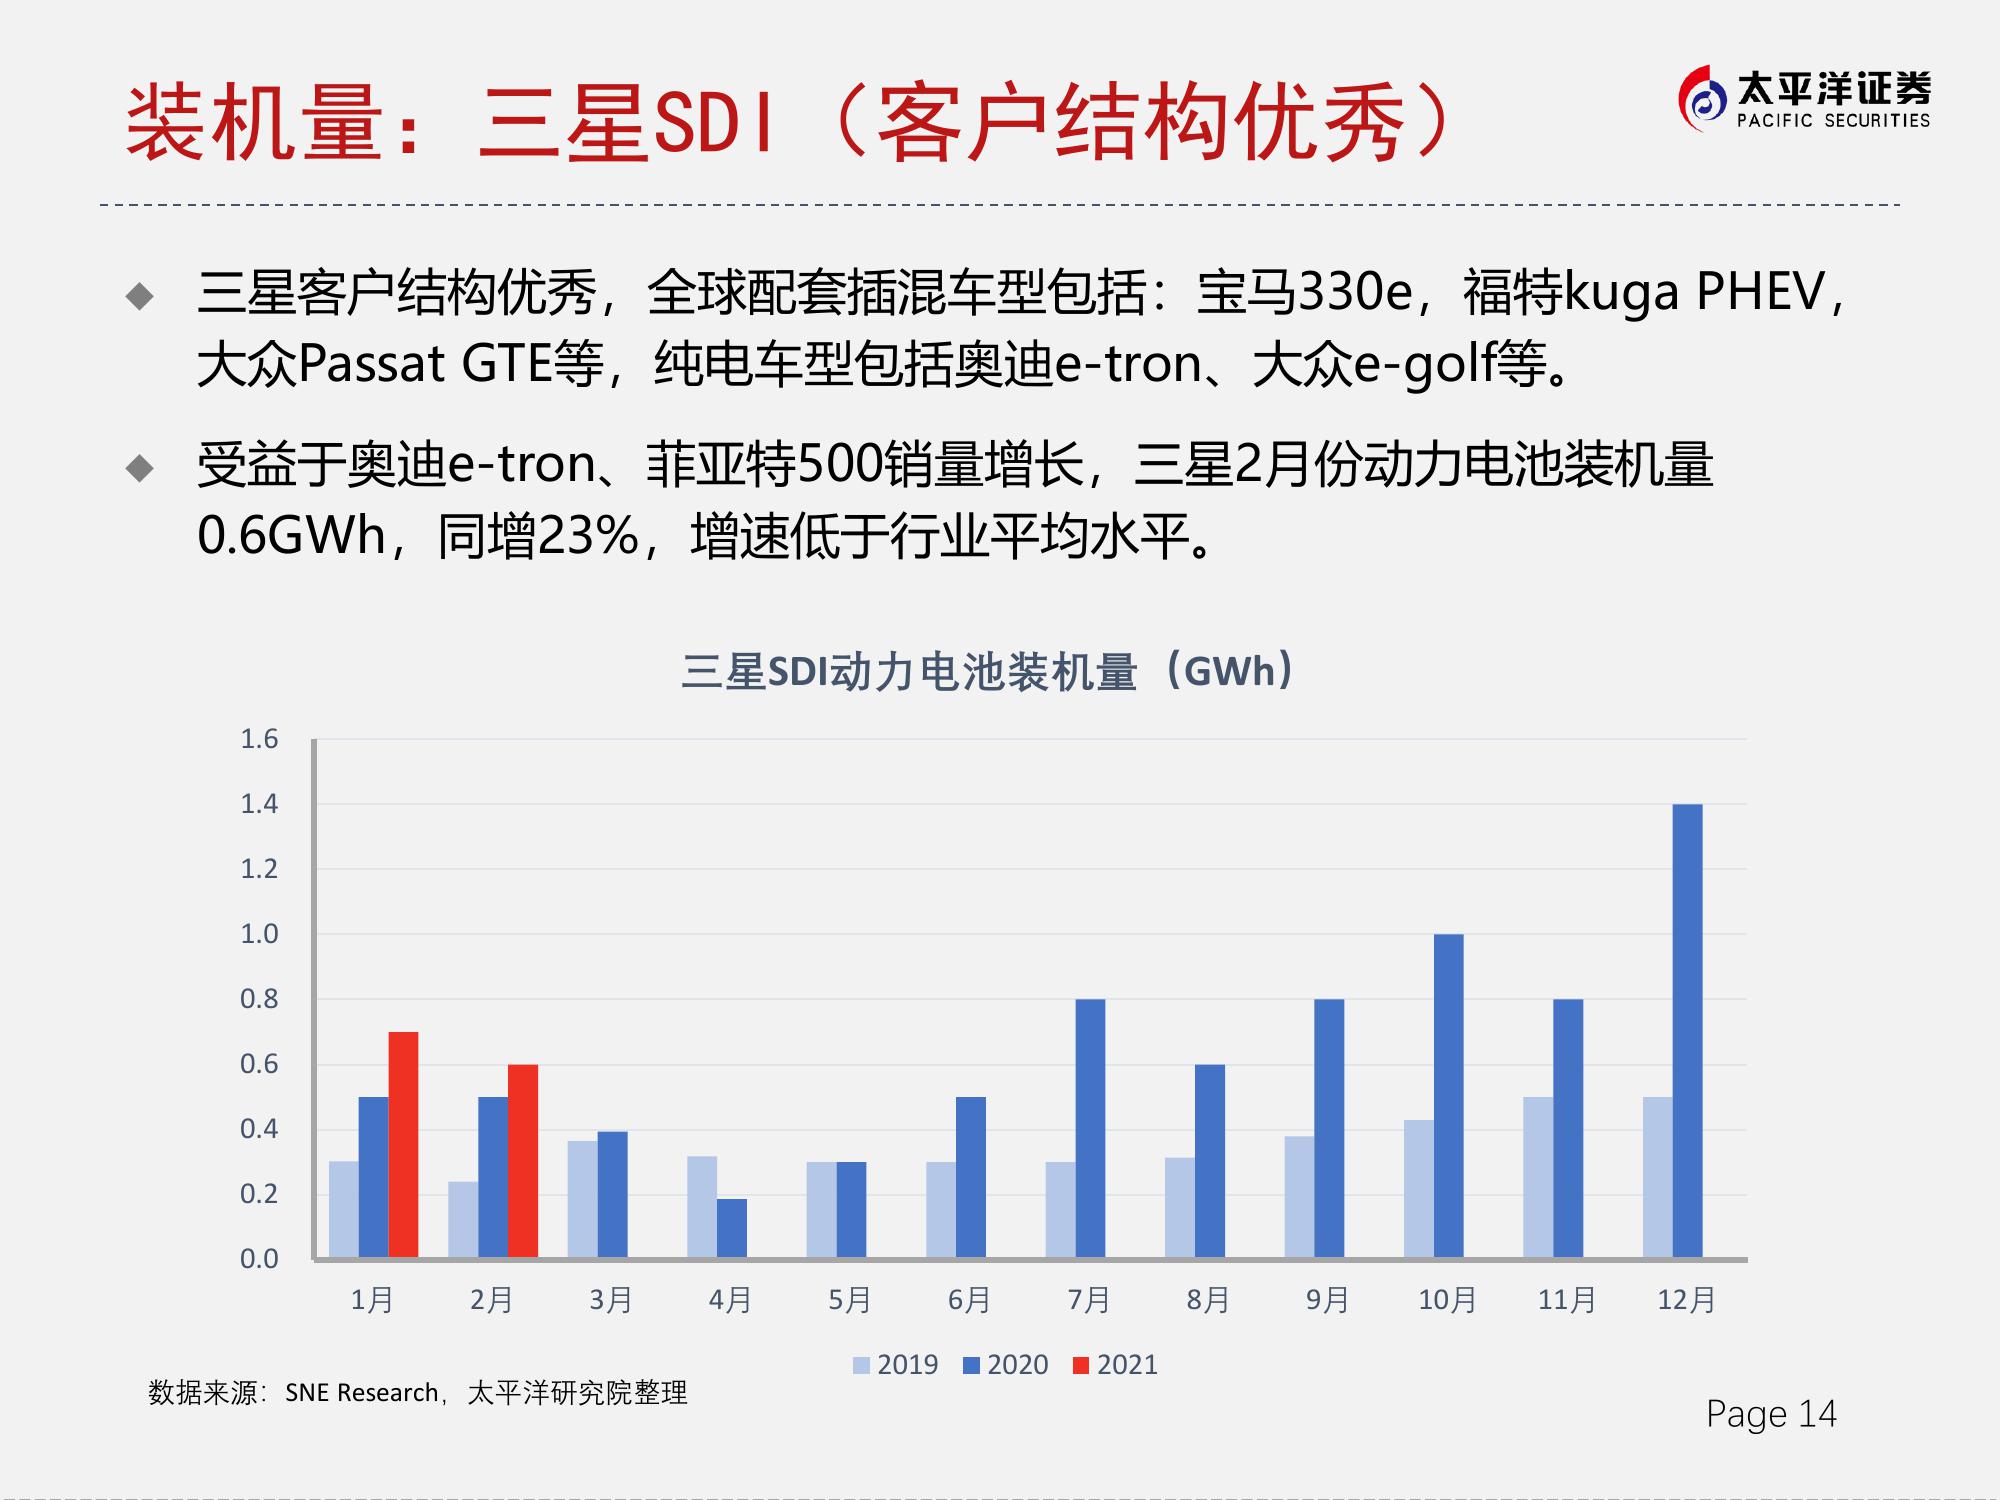 装机量：三星SDI（客户结构优秀）
太平洋证券
PACIFIC SECURITIES
◆ 三星客户结构优秀，全球配套插混车型包括：宝马330e，福特kuga PHEV，
大众Passat GTE等，纯电车型包括奥迪e-tron、大众e-golf等。
◆ 受益于奥迪e-tron、菲亚特500销量增长，三星2月份动力电池装机量
0.6GWh，同增23%，增速低于行业平均水平。
三星SDI动力电池装机量（GWh）
1.6
1.4
1.2
1.0
0.8
0.6
0.4
0.2
0.0
1月 2月 3月 4月 5月 6月 7月 8月 9月 10月 11月 12月
2019 2020 2021
数据来源：SNE Research，太平洋研究院整理
Page 14